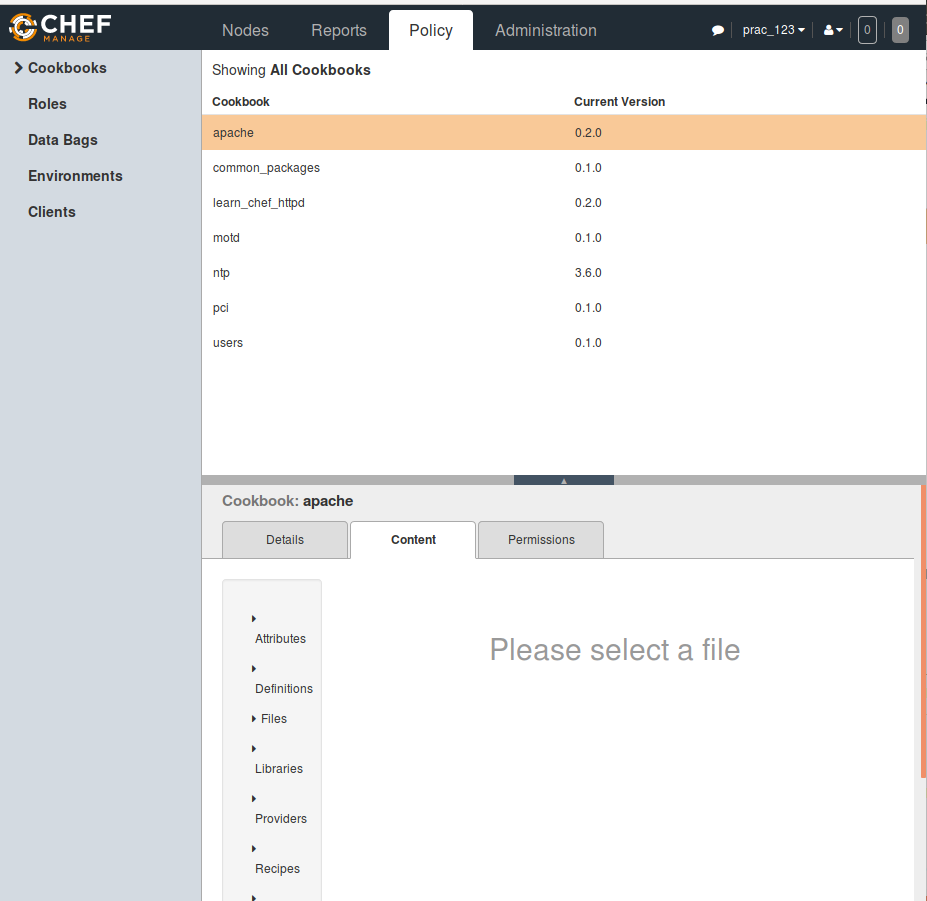 CHEF
MANAGE
Nodes Reports Policy Administration prac_123 0 0
Cookbooks
Roles
Data Bags
Environments
Clients
Showing All Cookbooks
Cookbook Current Version
apache 0.2.0
common_packages 0.1.0
learn_chef_httpd 0.2.0
motd 0.1.0
ntp 3.6.0
pci 0.1.0
users 0.1.0
Cookbook: apache
Details Content Permissions
Attributes
Definitions
Files
Libraries
Providers
Recipes
Please select a file